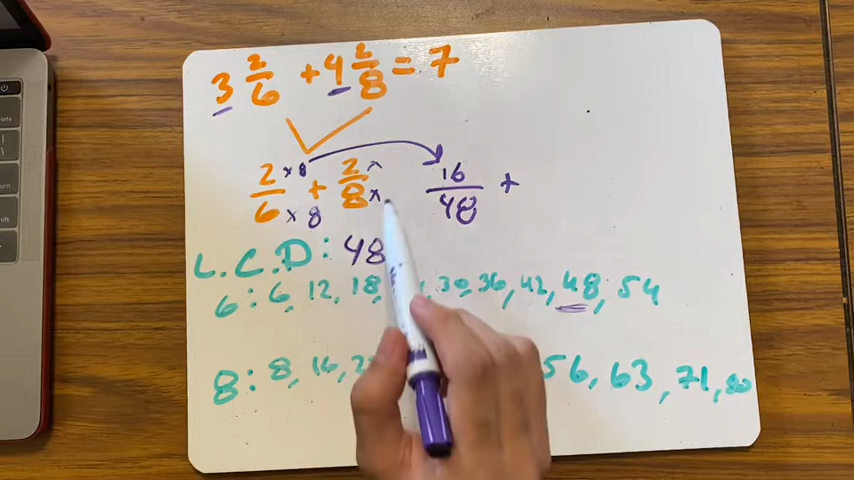 3 2/6 + 4 2/8 = 7
2/6 ×8 ×8 + 2/8 × × 16/48 +
L.C.D: 48
6: 6, 12, 18, 30, 36, 42, 48, 54
8: 8, 16, 56, 63, 71, 80